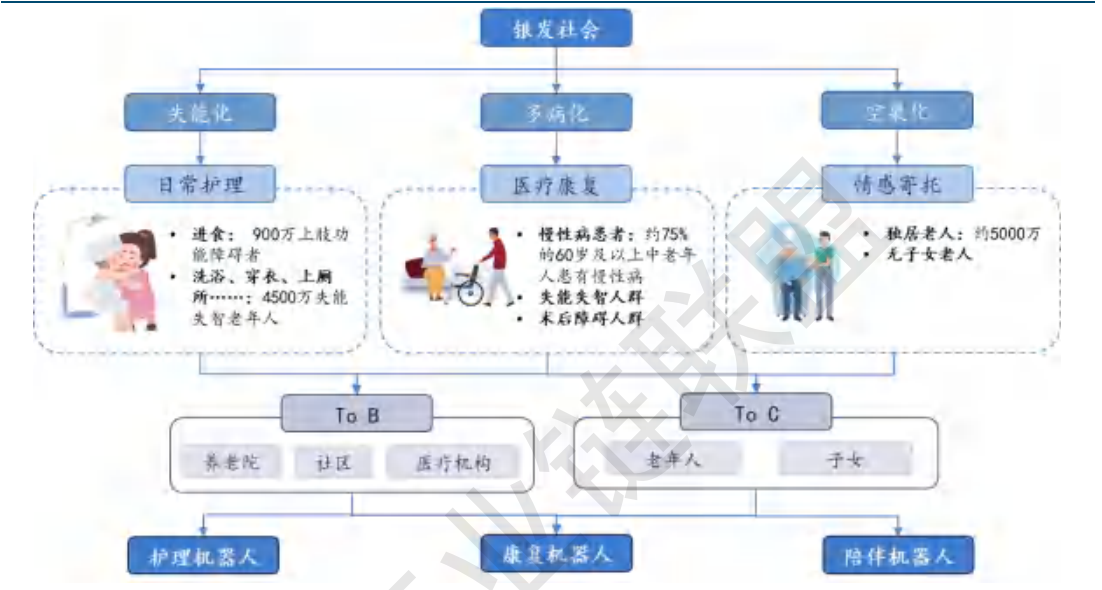 银发社会
失能化
多病化
空巢化
日常护理
医疗康复
情感寄托
• 进食： 900万上肢功
能障碍者
• 洗浴、穿衣、上厕
所……：4500万失能
失智老年人
• 慢性病患者：约75%
的60岁及以上中老年
人患有慢性病
• 失能失智人群
• 术后障碍人群
• 独居老人：约5000万
• 无子女老人
To B
To C
养老院
社区
医疗机构
老年人
子女
护理机器人
康复机器人
陪伴机器人
业链联盟